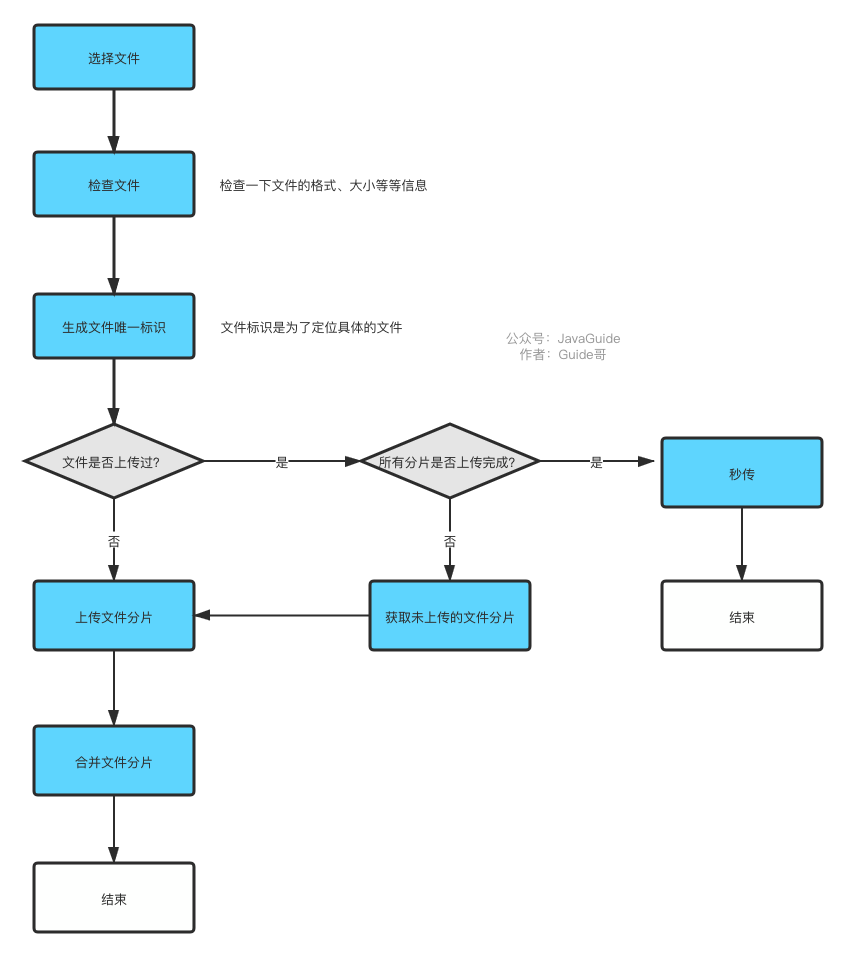 选择文件
检查文件
检查一下文件的格式、大小等等信息
生成文件唯一标识
文件标识是为了定位具体的文件
公众号：JavaGuide
作者：Guide哥
文件是否上传过?
是
所有分片是否上传完成?
是
秒传
否
否
上传文件分片
获取未上传的文件分片
结束
合并文件分片
结束